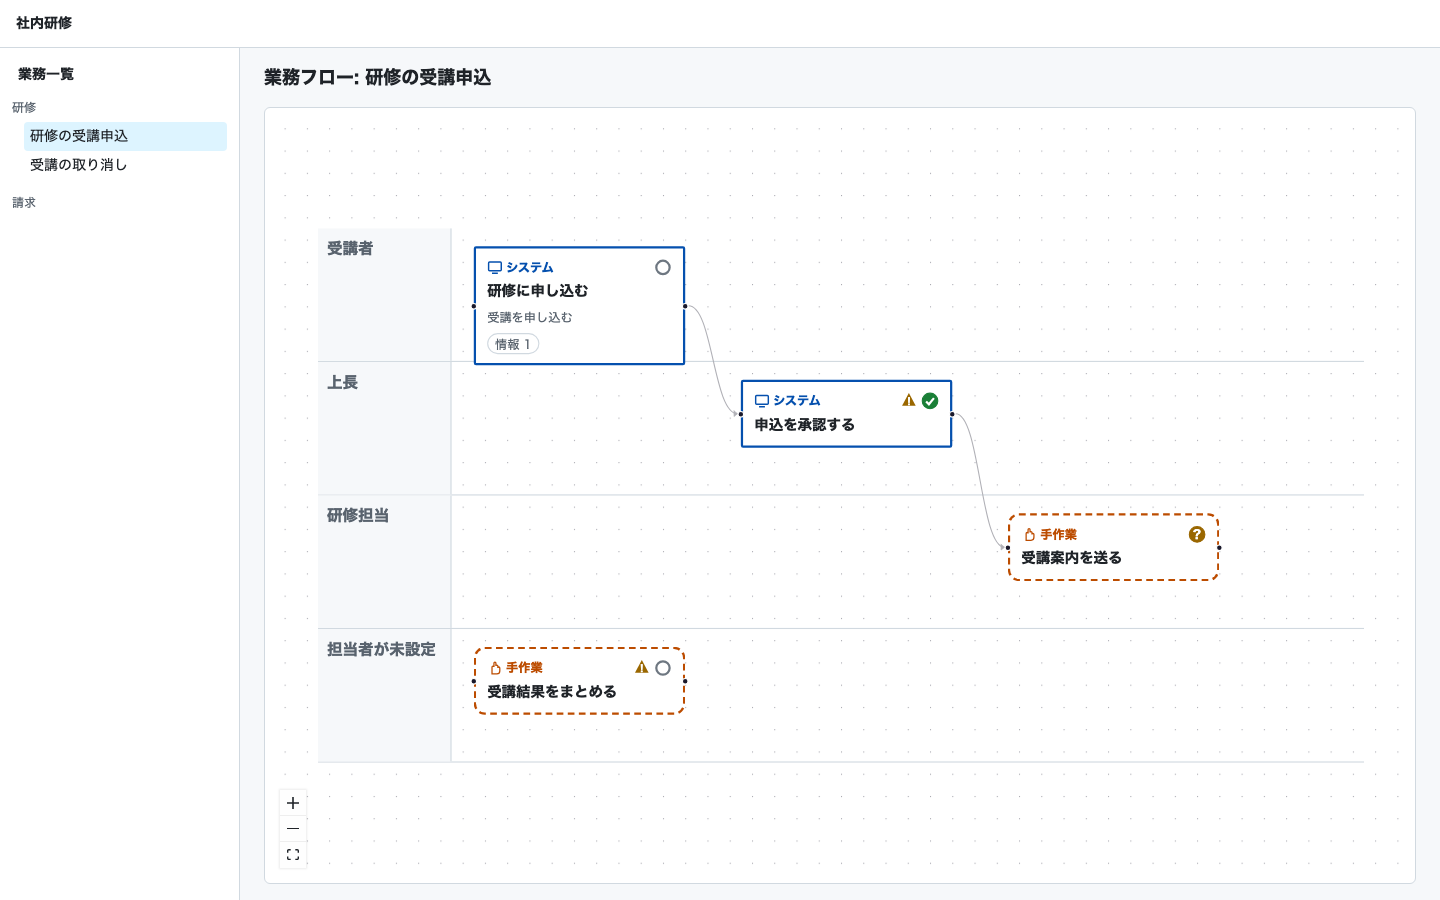 社内研修
業務一覧
研修
研修の受講申込
受講の取り消し
請求
業務フロー: 研修の受講申込
受講者
システム
研修に申し込む
受講を申し込む
情報 1
上長
システム
申込を承認する
研修担当
手作業
受講案内を送る
担当者が未設定
手作業
受講結果をまとめる